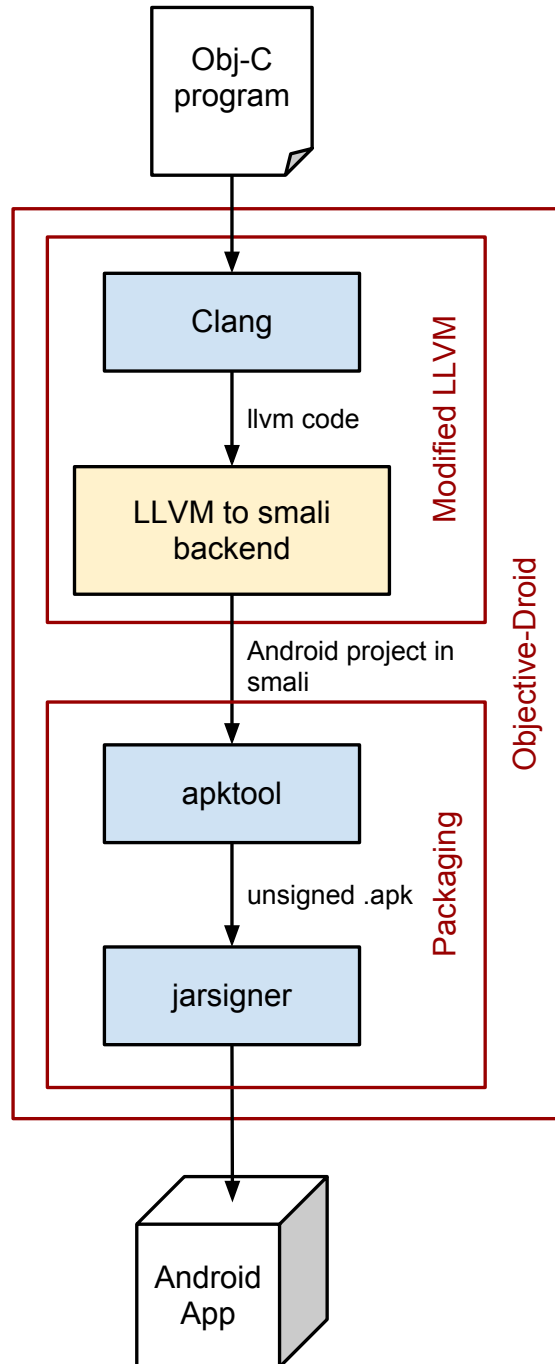 Obj-C
program
Clang
llvm code
LLVM to smali
backend
Modified LLVM
Android project in
smali
Objective-Droid
apktool
unsigned .apk
jarsigner
Packaging
Android
App